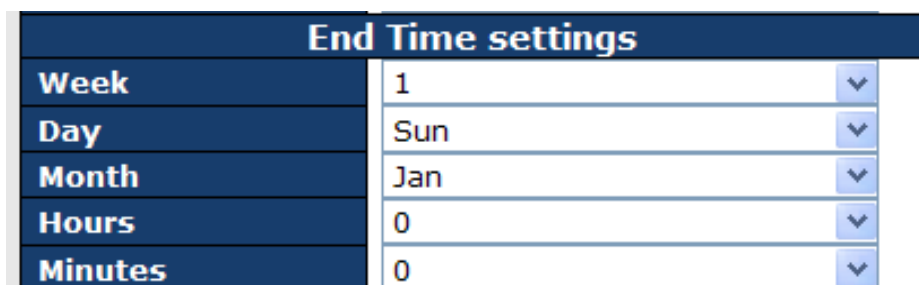 End Time settings
Week 1
Day Sun
Month Jan
Hours 0
Minutes 0